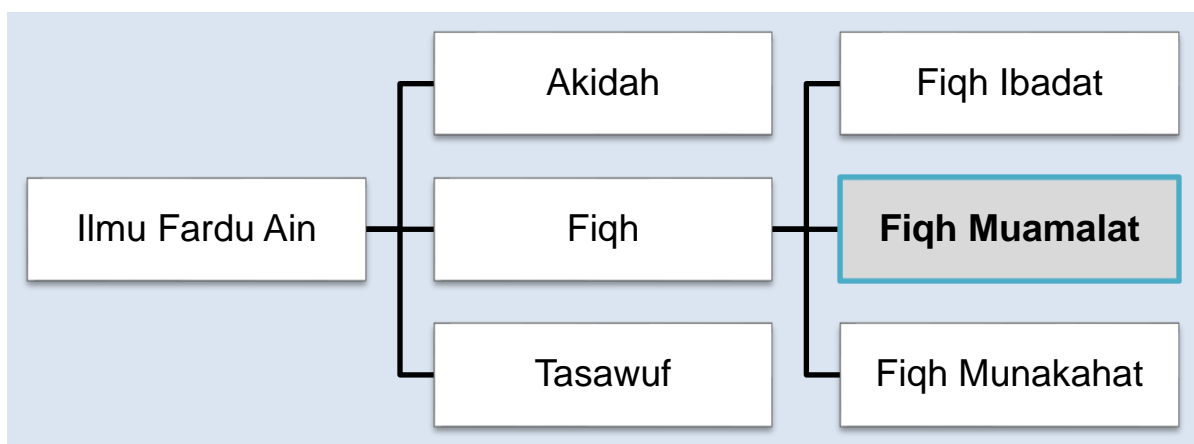 Ilmu Fardu Ain
Akidah
Fiqh
Tasawuf
Fiqh Ibadat
Fiqh Muamalat
Fiqh Munakahat